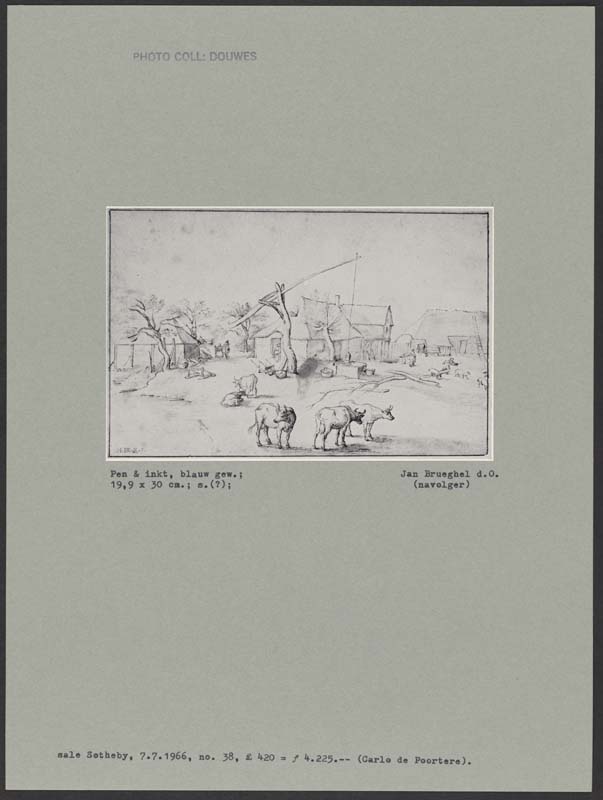 PHOTO COLL: DOUWES
Pen & inkt, blauw gew.;
19,9 x 30 cm.; s.(?);
Jan Brueghel d.O.
(navolger)
sale Sotheby, 7.7.1966, no. 38, £ 420 = ƒ 4.225.-- (Carlo de Poortere).